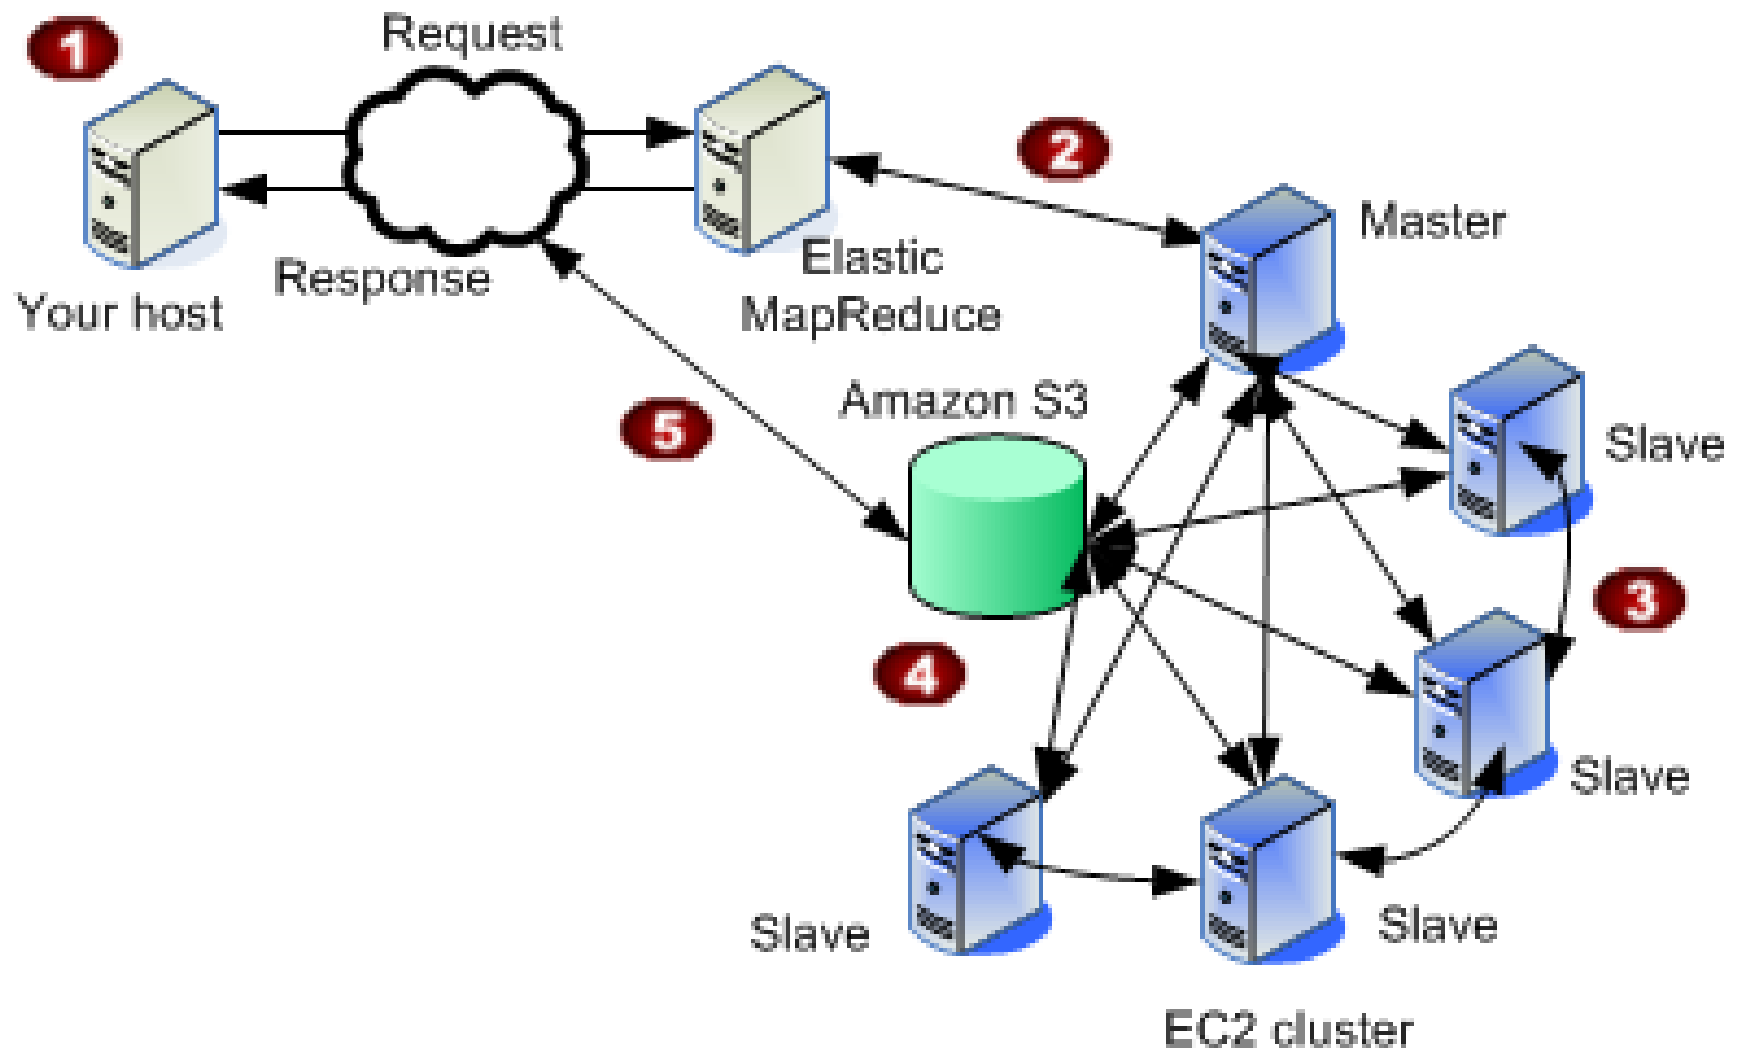 1
Request
2
Master
Response
Elastic
MapReduce
Your host
Amazon S3
5
Slave
3
4
Slave
Slave
Slave
EC2 cluster